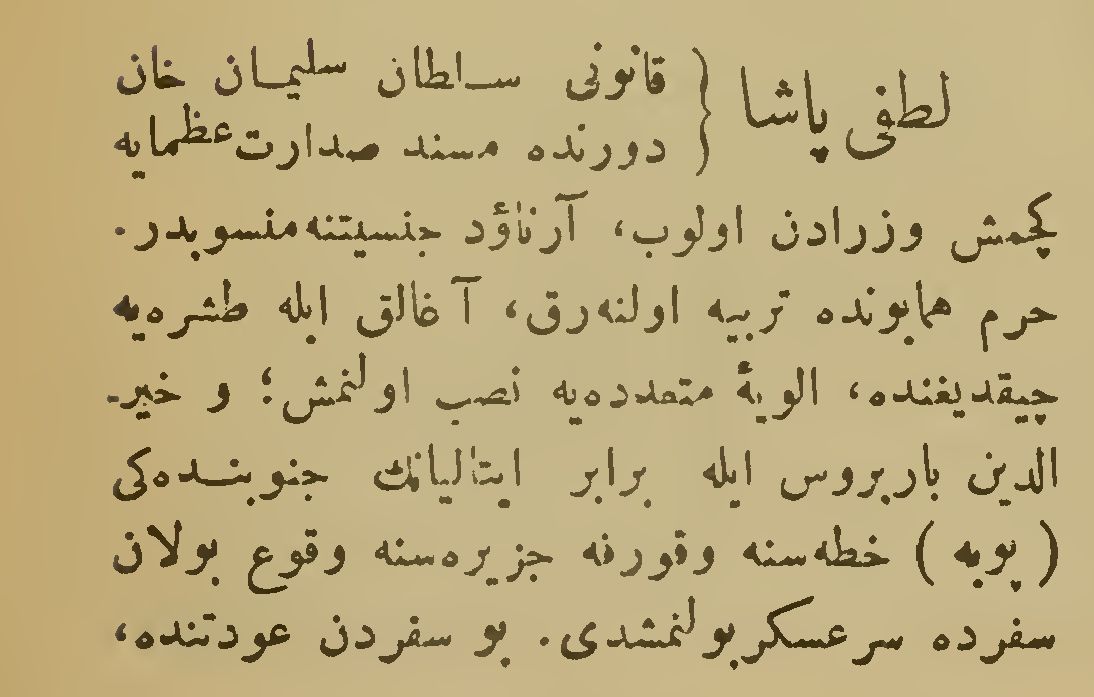 لطفی پاشا { قانونی سلطان سلیمان خان
دورنده مسند صدارت عظمایه
کچمش وزرادن اولوب، آرناؤد جنسیتنه منسوبدر.
حرم همایونده تربیه اولنه‌رق، آغالق ایله طشره‌یه
چیقدیغنده، الویۀ متعدده‌یه نصب اولنمش؛ و خیر
الدین باربروس ایله برابر ایتالیانك جنوبنده‌کی
( پویه ) خطه‌سنه وقورفه جزیره‌سنه وقوع بولان
سفرده سرعسکر بولنمشدی. بو سفردن عودتنده،